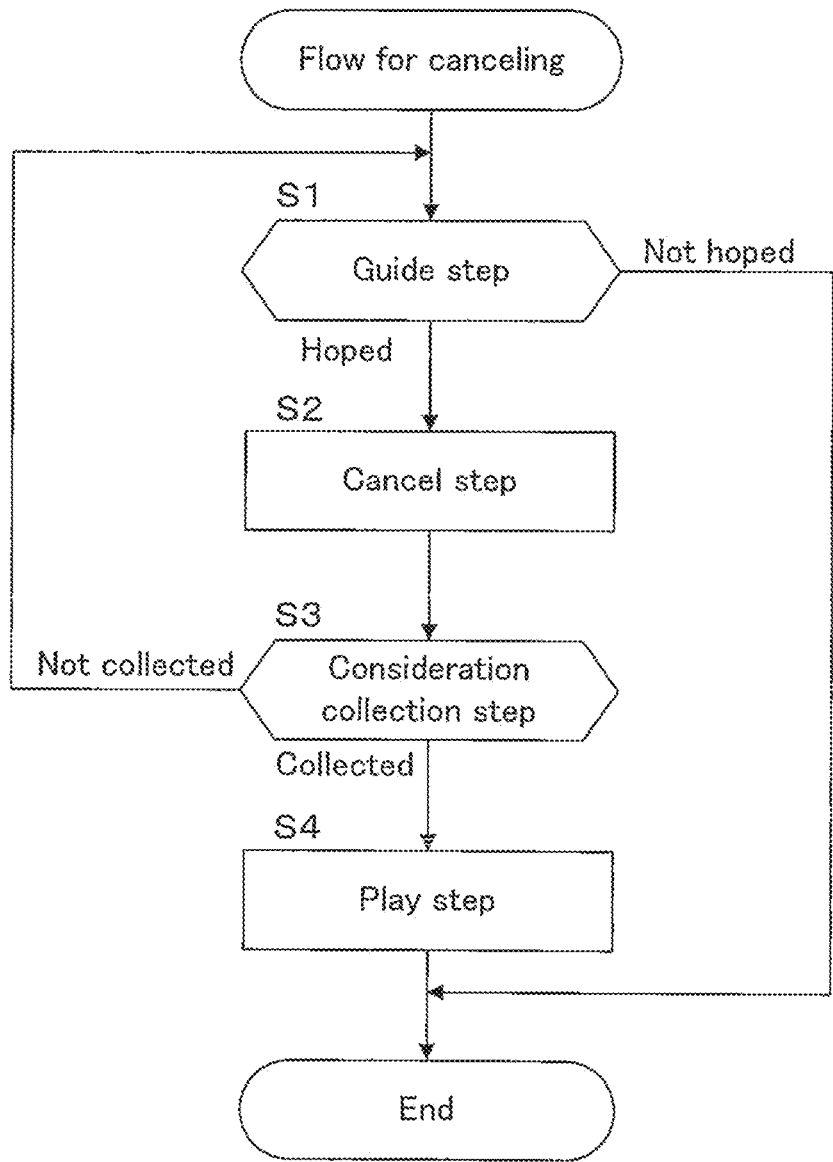 Flow for canceling
S1
Guide step
Not hoped
Hoped
S2
Cancel step
S3
Not collected
Consideration
collection step
Collected
S4
Play step
End